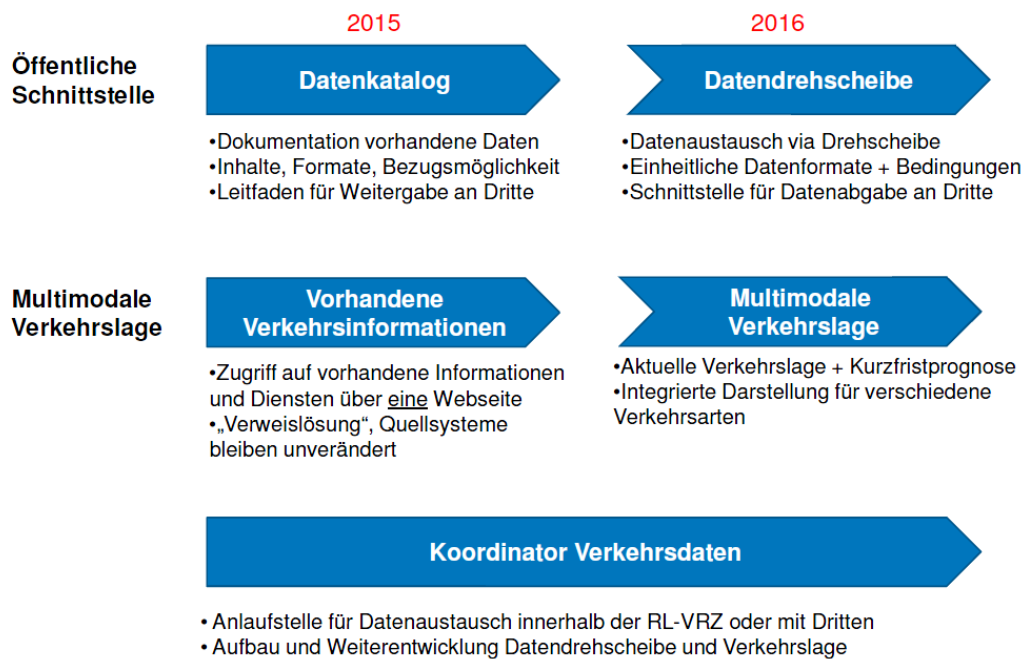 2015
2016
Öffentliche
Schnittstelle
Datenkatalog
•Dokumentation vorhandene Daten
•Inhalte, Formate, Bezugsmöglichkeit
•Leitfaden für Weitergabe an Dritte
Datendrehscheibe
•Datenaustausch via Drehscheibe
•Einheitliche Datenformate + Bedingungen
•Schnittstelle für Datenabgabe an Dritte
Multimodale
Verkehrslage
Vorhandene
Verkehrsinformationen
•Zugriff auf vorhandene Informationen
und Diensten über eine Webseite
•„Verweislösung“, Quellsysteme
bleiben unverändert
Multimodale
Verkehrslage
•Aktuelle Verkehrslage + Kurzfristprognose
•Integrierte Darstellung für verschiedene
Verkehrsarten
Koordinator Verkehrsdaten
• Anlaufstelle für Datenaustausch innerhalb der RL-VRZ oder mit Dritten
• Aufbau und Weiterentwicklung Datendrehscheibe und Verkehrslage